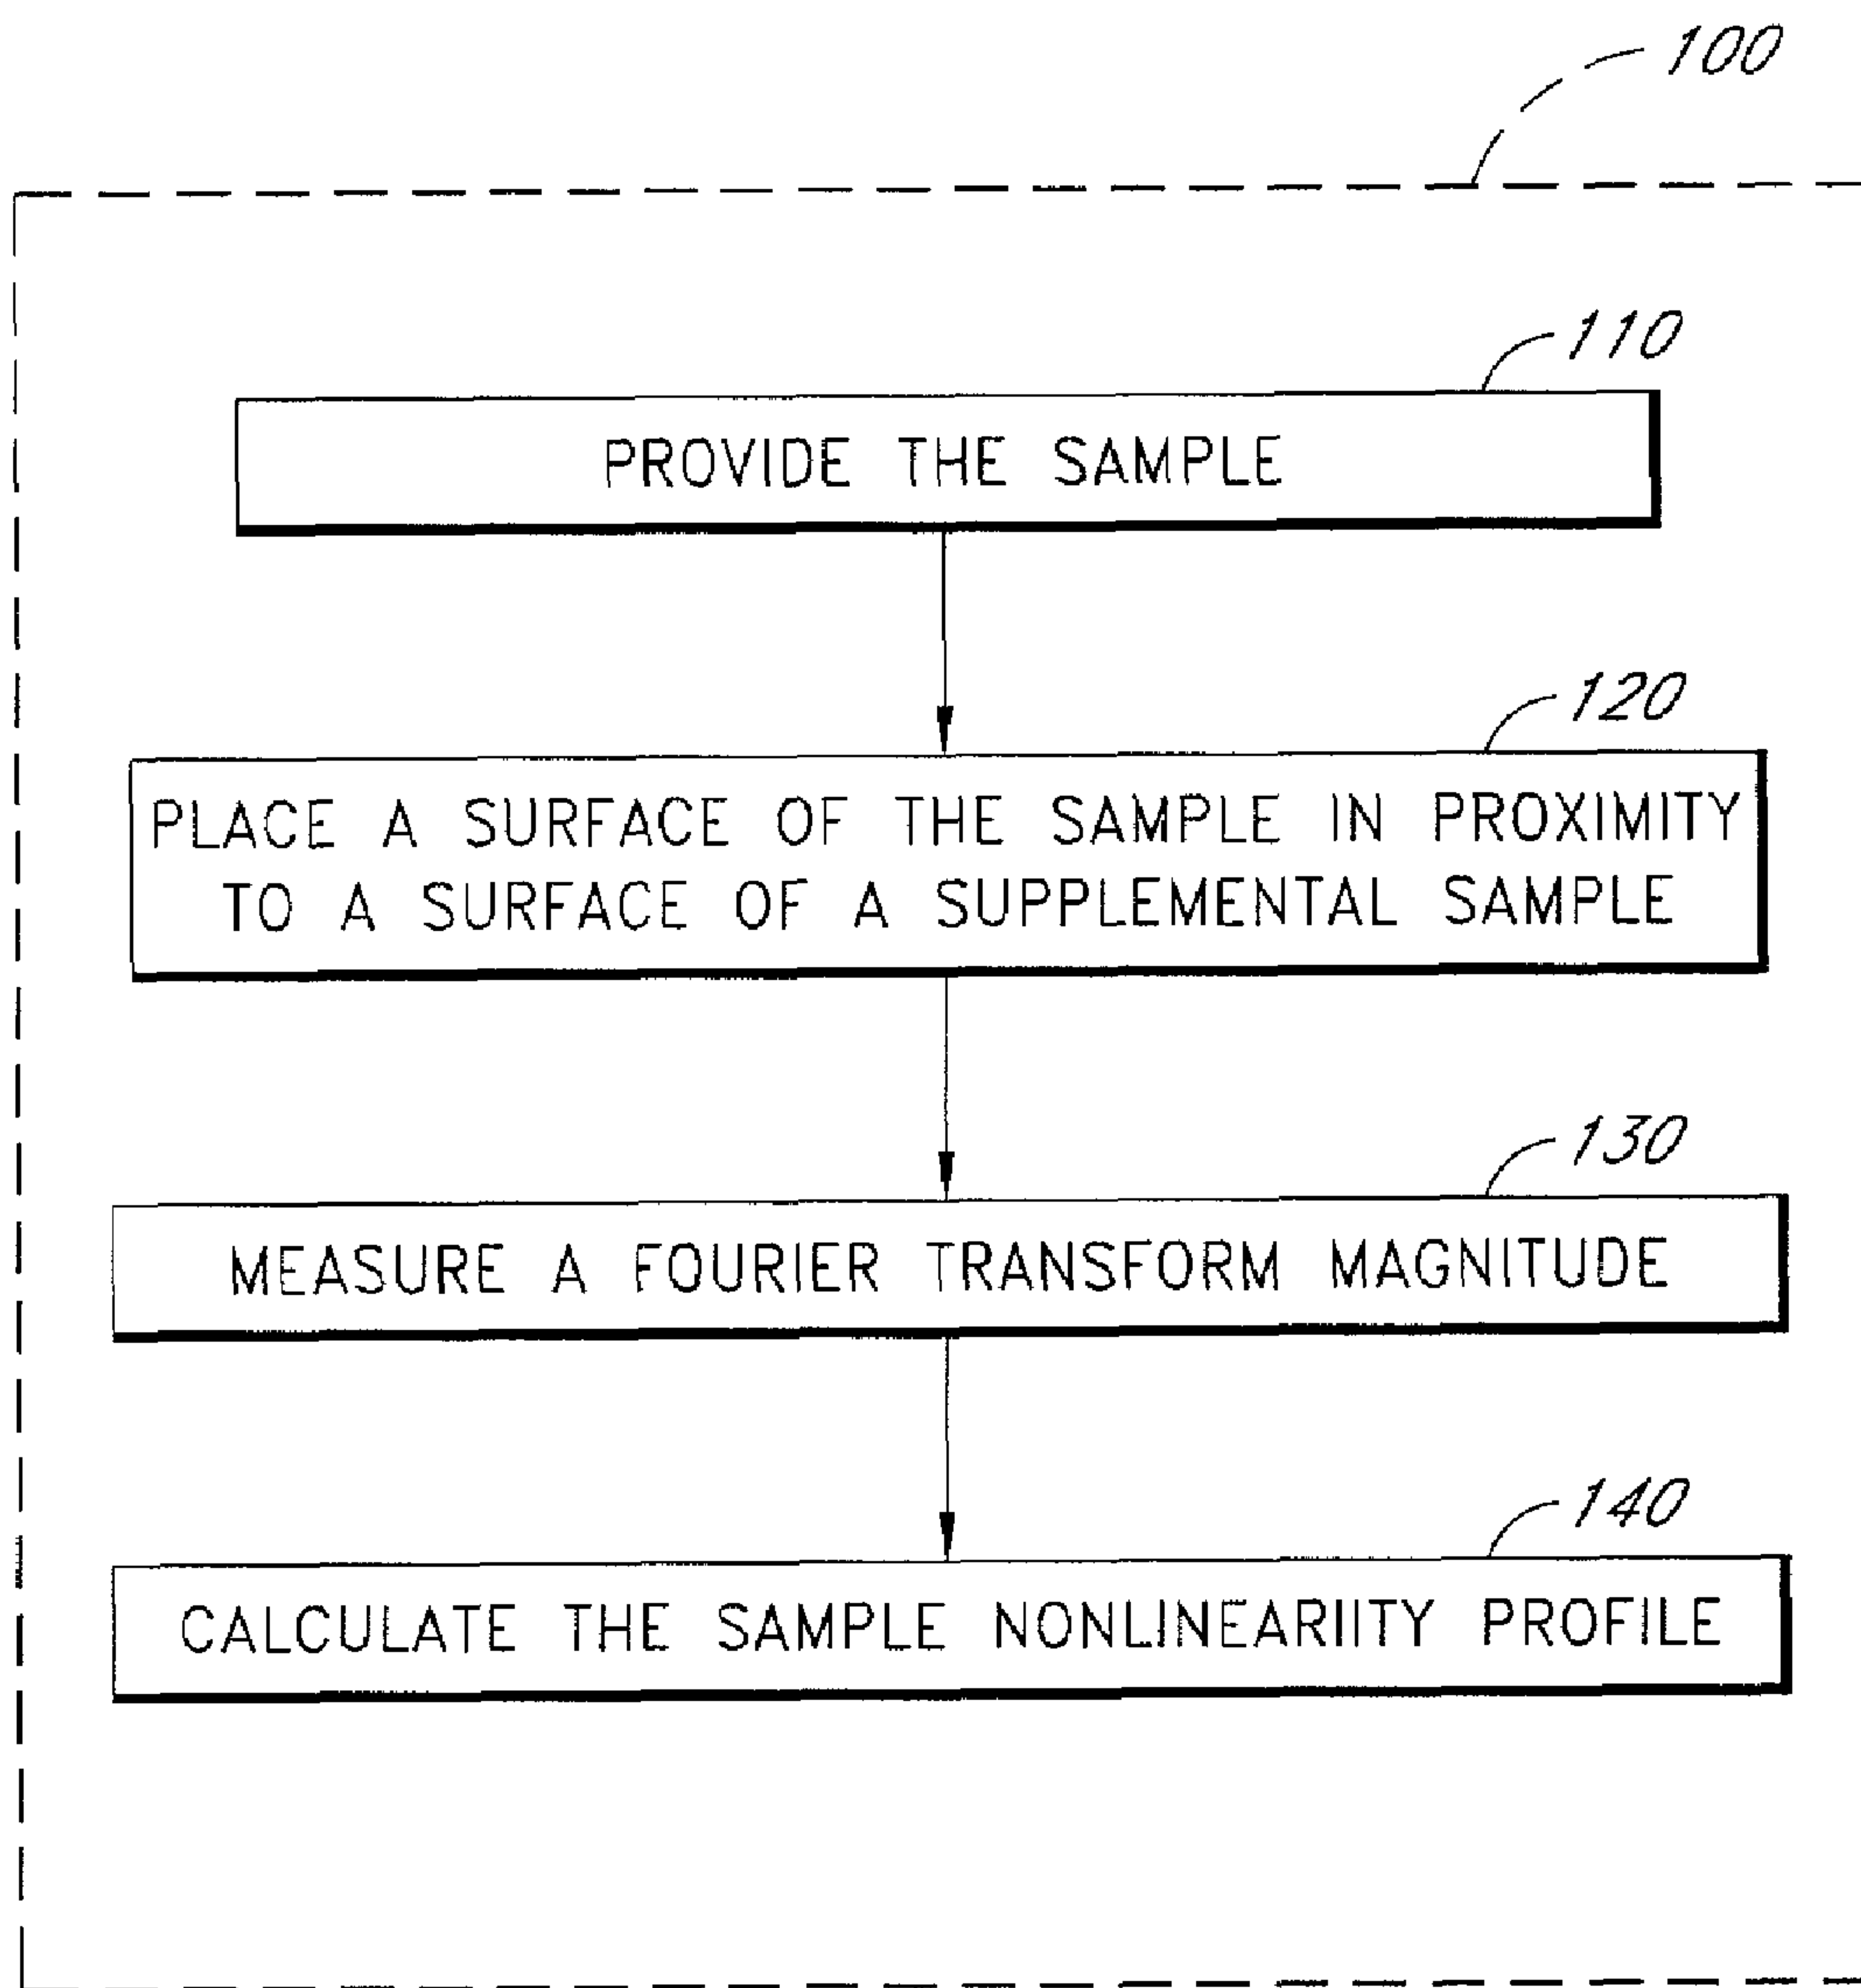 100
110
PROVIDE THE SAMPLE
120
PLACE A SURFACE OF THE SAMPLE IN PROXIMITY
TO A SURFACE OF A SUPPLEMENTAL SAMPLE
130
MEASURE A FOURIER TRANSFORM MAGNITUDE
140
CALCULATE THE SAMPLE NONLINEARIITY PROFILE